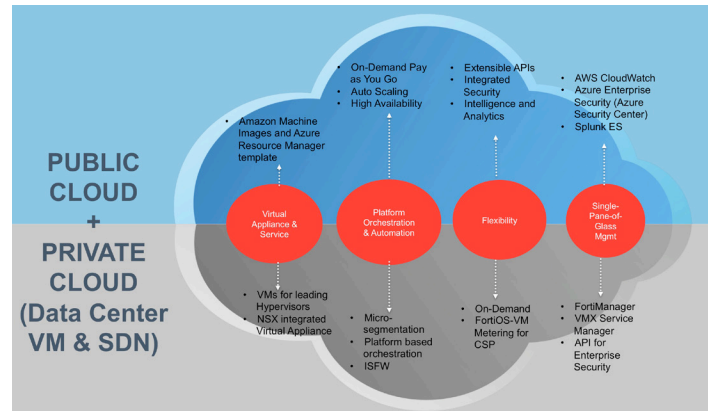 PUBLIC
CLOUD
+
PRIVATE
CLOUD
(Data Center
VM & SDN)
• Amazon Machine
Images and Azure
Resource Manager
template
• On-Demand Pay
as You Go
• Auto Scaling
• High Availability
• Extensible APIs
• Integrated
Security
• Intelligence and
Analytics
• AWS CloudWatch
• Azure Enterprise
Security (Azure
Security Center)
• Splunk ES
Virtual
Appliance &
Service
Platform
Orchestration
& Automation
Flexibility
Single-
Pane-of-
Glass
Mgmt
• VMs for leading
Hypervisors
• NSX integrated
Virtual Appliance
• Micro-
segmentation
• Platform based
orchestration
• ISFW
• On-Demand
• FortiOS-VM
Metering for
CSP
• FortiManager
• VMX Service
Manager
• API for
Enterprise
Security